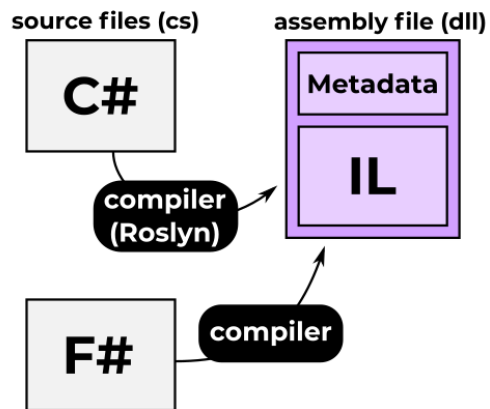 source files (cs)
assembly file (dll)
C#
Metadata
IL
compiler
(Roslyn)
compiler
F#